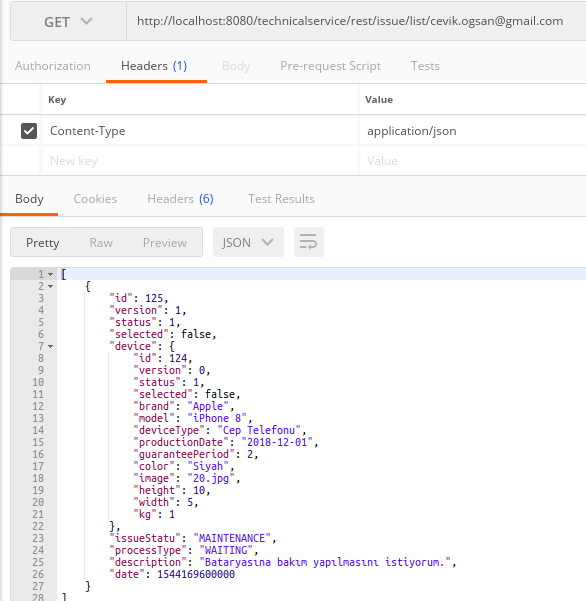 GET http://localhost:8080/technicalservice/rest/issue/list/cevik.ogsan@gmail.com
Authorization Headers (1) Body Pre-request Script Tests
Key Value
Content-Type application/json
New key Value
Body Cookies Headers (6) Test Results
Pretty Raw Preview JSON
1 [
2 {
3 "id": 125,
4 "version": 1,
5 "status": 1,
6 "selected": false,
7 "device": {
8 "id": 124,
9 "version": 0,
10 "status": 1,
11 "selected": false,
12 "brand": "Apple",
13 "model": "iPhone 8",
14 "deviceType": "Cep Telefonu",
15 "productionDate": "2018-12-01",
16 "guaranteePeriod": 2,
17 "color": "Siyah",
18 "image": "20.jpg",
19 "height": 10,
20 "width": 5,
21 "kg": 1
22 },
23 "issueStatu": "MAINTENANCE",
24 "processType": "WAITING",
25 "description": "Bataryasına bakım yapılmasını istiyorum.",
26 "date": 1544169600000
27 }
28 ]